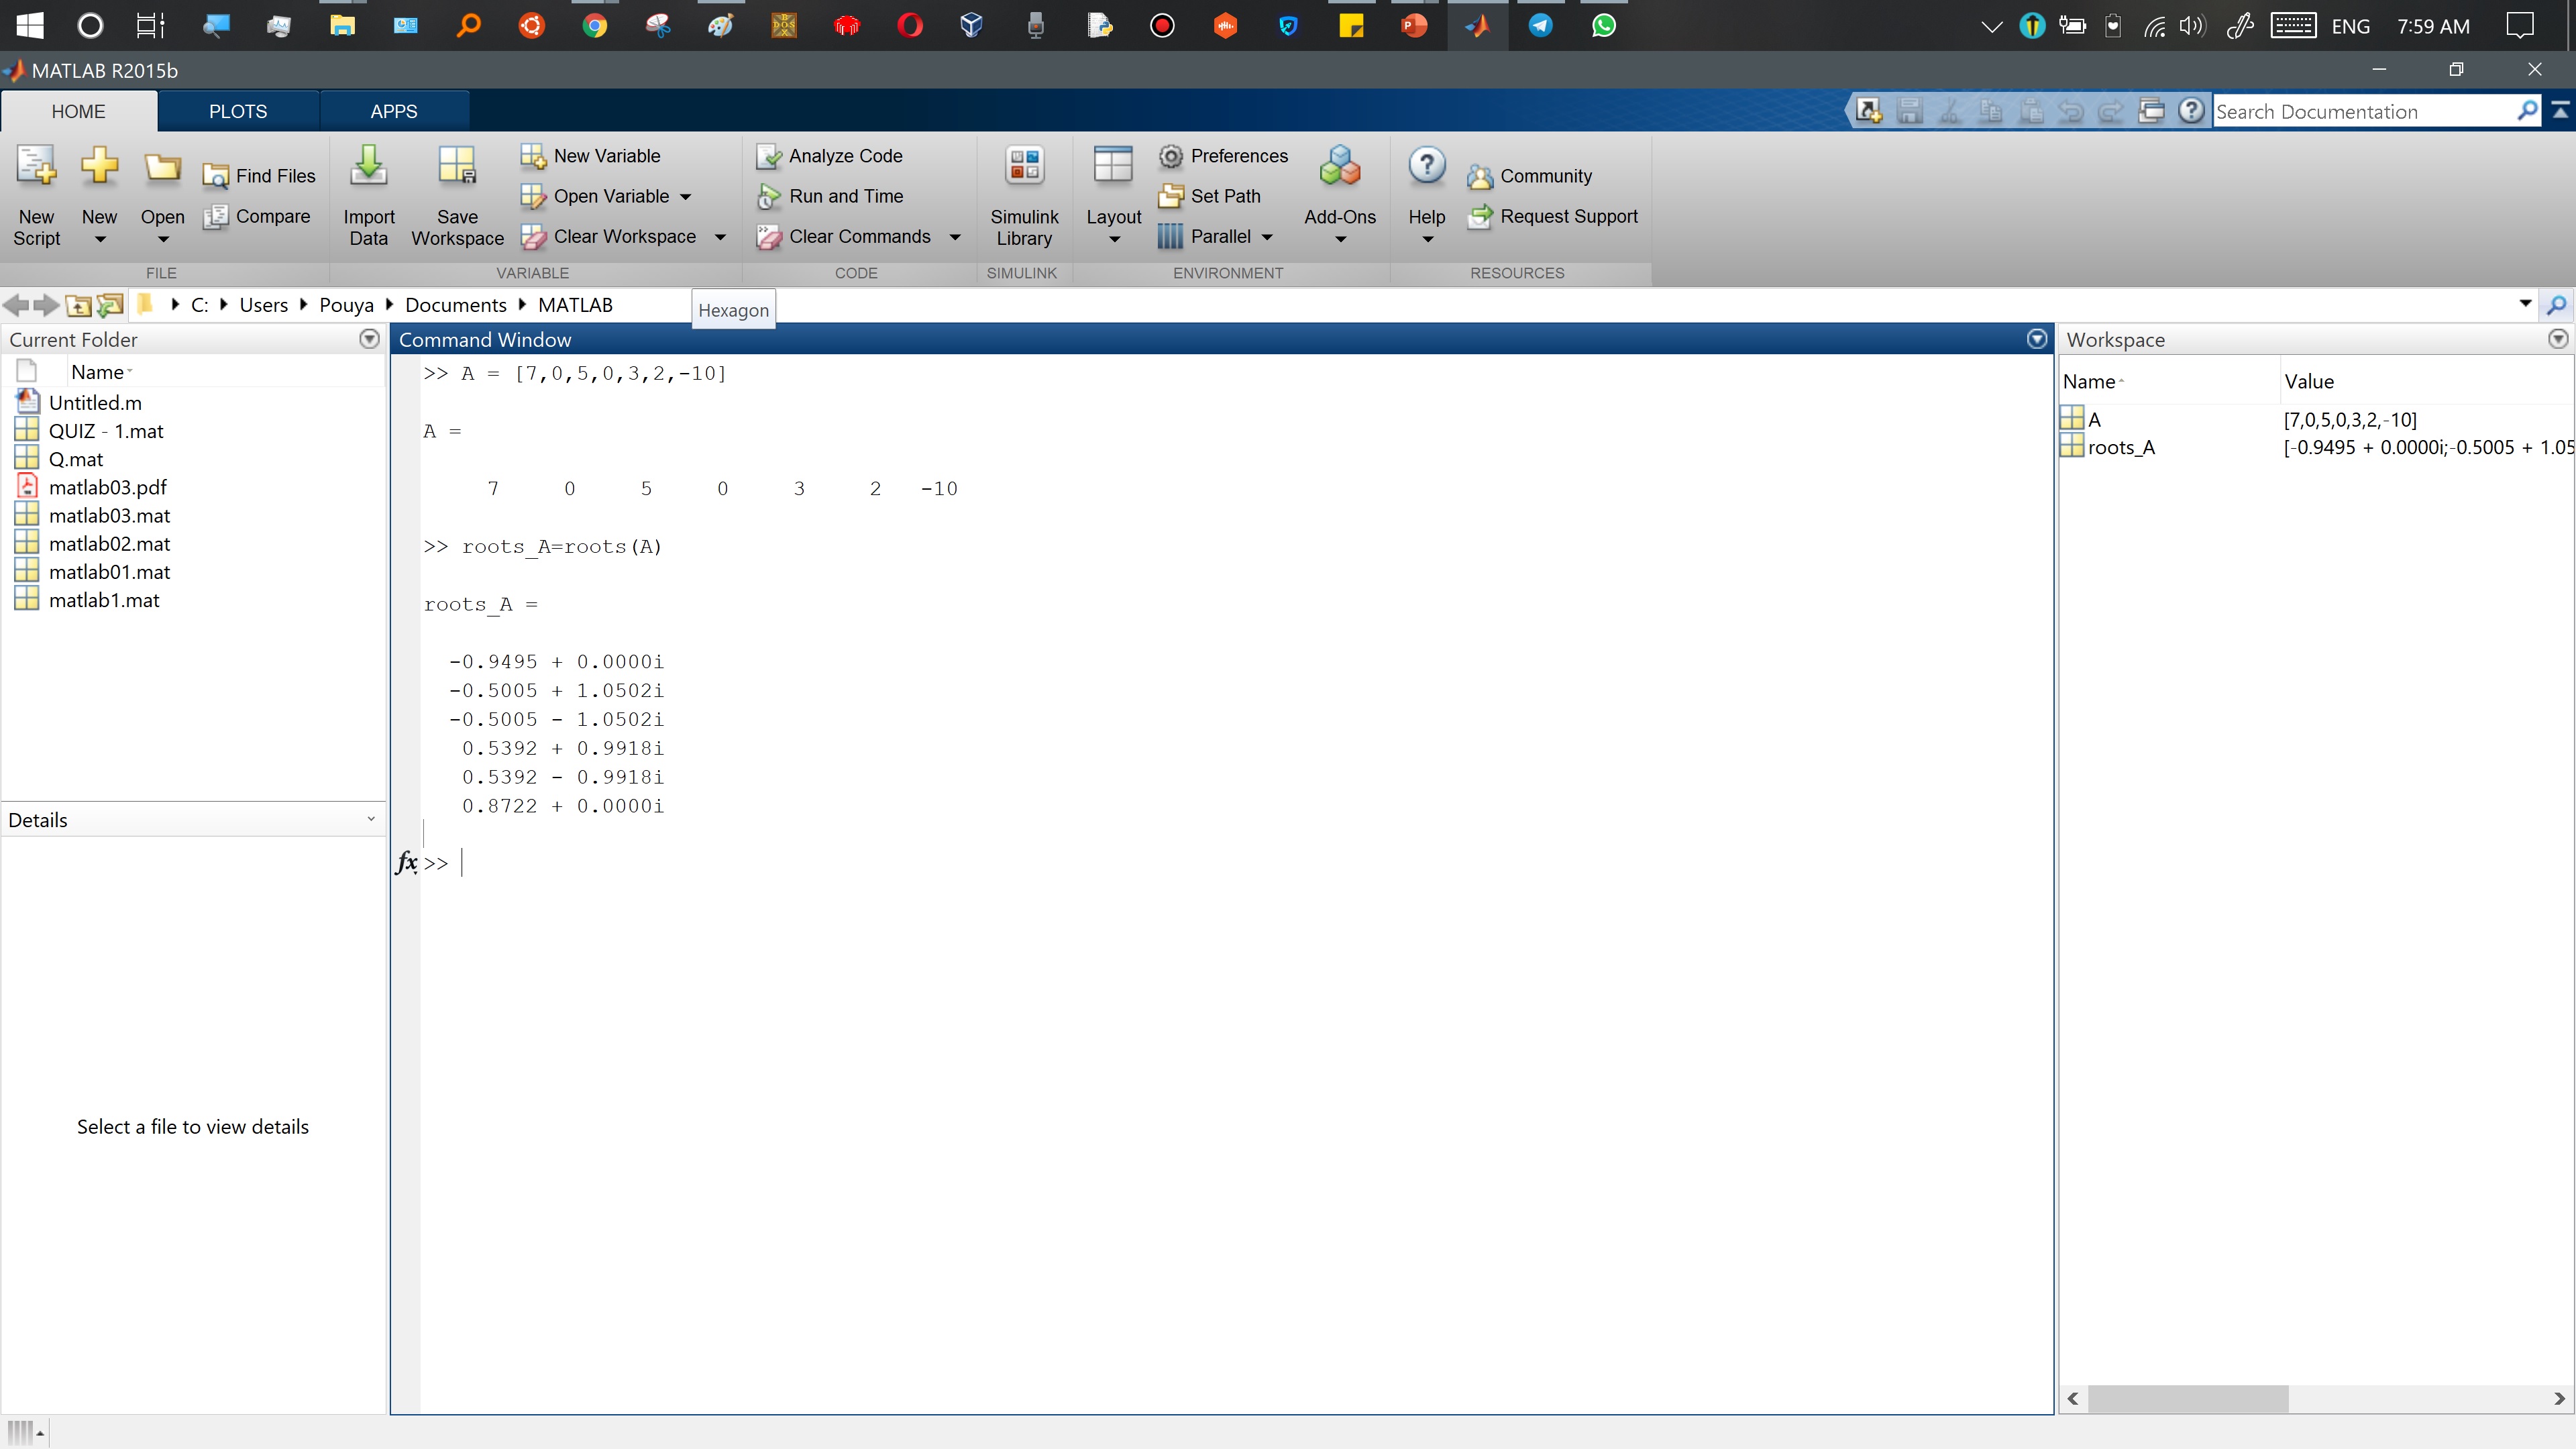 ENG 7:59 AM
MATLAB R2015b
HOME PLOTS APPS
Search Documentation
New Script
New
Open
Find Files
Compare
FILE
Import Data
Save Workspace
New Variable
Open Variable
Clear Workspace
VARIABLE
Analyze Code
Run and Time
Clear Commands
CODE
Simulink Library
SIMULINK
Layout
Preferences
Set Path
Parallel
Add-Ons
ENVIRONMENT
Help
Community
Request Support
RESOURCES
C: Users Pouya Documents MATLAB
Hexagon
Current Folder
Name
Untitled.m
QUIZ - 1.mat
Q.mat
matlab03.pdf
matlab03.mat
matlab02.mat
matlab01.mat
matlab1.mat
Details
Select a file to view details
Command Window
>> A = [7,0,5,0,3,2,-10]
A =
7 0 5 0 3 2 -10
>> roots_A=roots(A)
roots_A =
-0.9495 + 0.0000i
-0.5005 + 1.0502i
-0.5005 - 1.0502i
0.5392 + 0.9918i
0.5392 - 0.9918i
0.8722 + 0.0000i
fx >>
Workspace
Name Value
A [7,0,5,0,3,2,-10]
roots_A [-0.9495 + 0.0000i;-0.5005 + 1.05